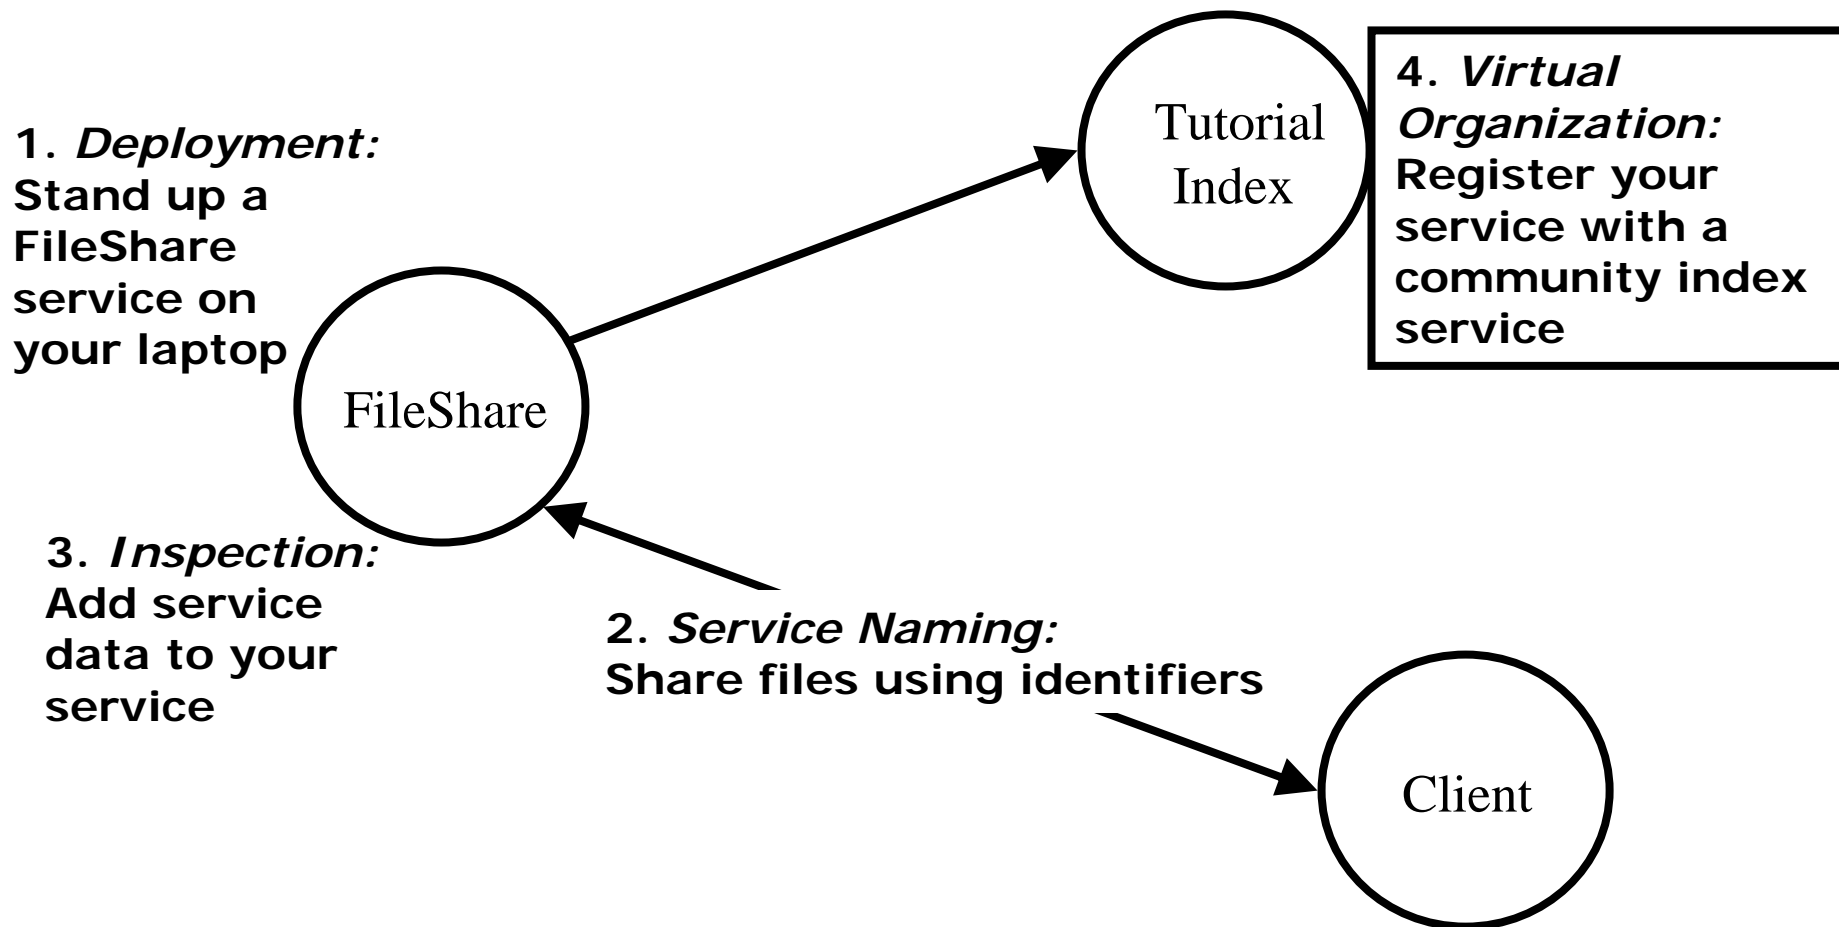 1. Deployment:
Stand up a
FileShare
service on
your laptop
FileShare
Tutorial
Index
4. Virtual
Organization:
Register your
service with a
community index
service
3. Inspection:
Add service
data to your
service
2. Service Naming:
Share files using identifiers
Client